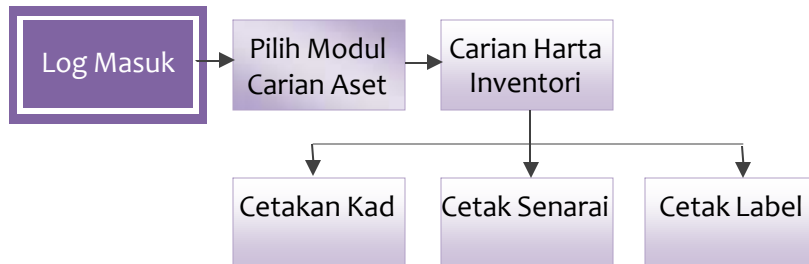 Log Masuk
Pilih Modul
Carian Aset
Carian Harta
Inventori
Cetakan Kad
Cetak Senarai
Cetak Label